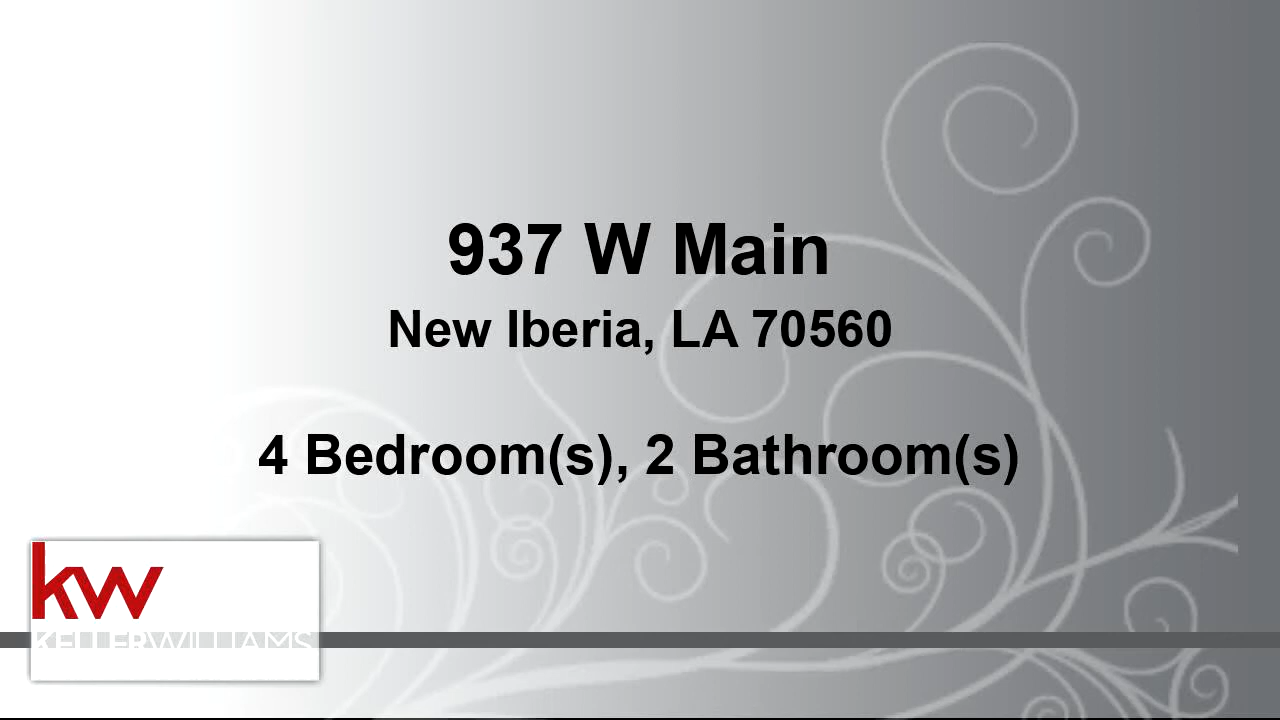 937 W Main
New Iberia, LA 70560
4 Bedroom(s), 2 Bathroom(s)
kw
KELLERWILLIAMS